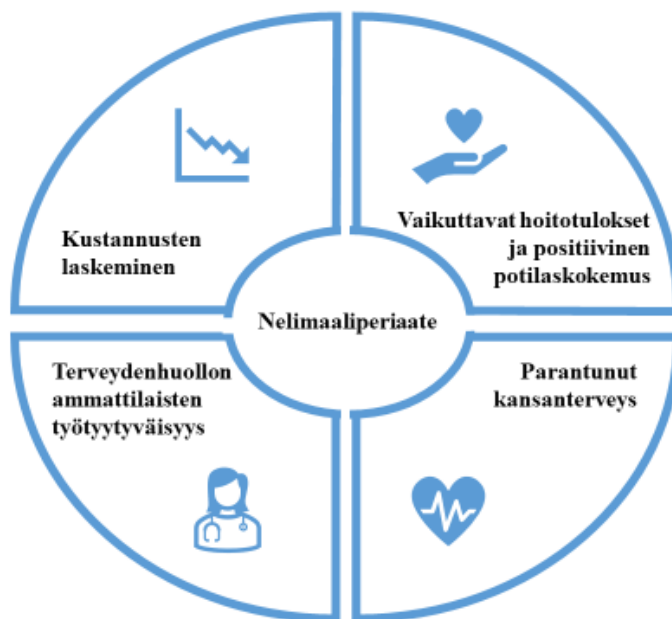 Kustannusten
laskeminen
Vaikuttavat hoitotulokset
ja positiivinen
potilaskokemus
Nelimaaliperiaate
Terveydenhuollon
ammattilaisten
työtyytyväisyys
Parantunut
kansanterveys